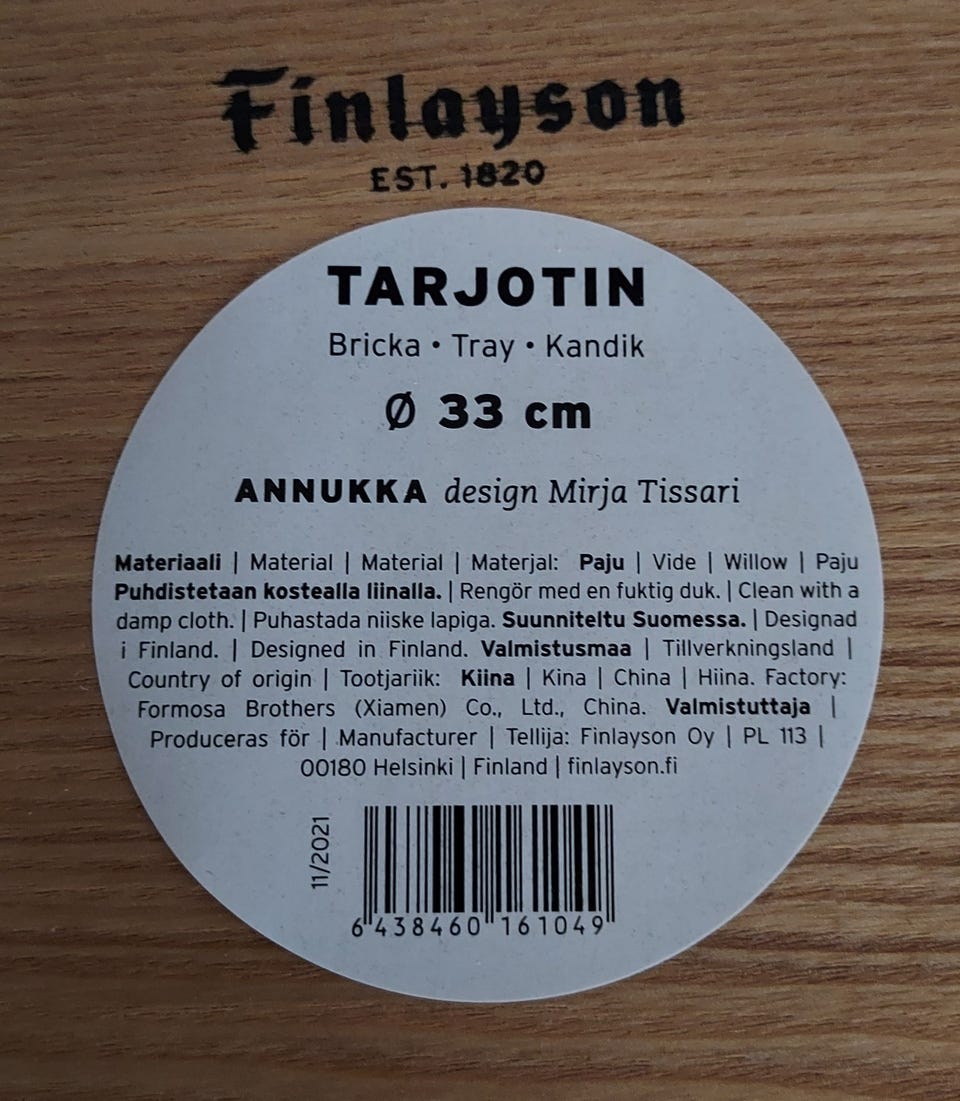 Finlayson
EST. 1820
TARJOTIN
Bricka • Tray • Kandik
Ø 33 cm
ANNUKKA design Mirja Tissari
Materiaali | Material | Material | Materjal: Paju | Vide | Willow | Paju
Puhdistetaan kostealla liinalla. | Rengör med en fuktig duk. | Clean with a
damp cloth. | Puhastada niiske lapiga. Suunniteltu Suomessa. | Designad
i Finland. | Designed in Finland. Valmistusmaa | Tillverkningsland |
Country of origin | Tootjariik: Kiina | Kina | China | Hiina. Factory:
Formosa Brothers (Xiamen) Co., Ltd., China. Valmistuttaja |
Produceras för | Manufacturer | Tellija: Finlayson Oy | PL 113 |
00180 Helsinki | Finland | finlayson.fi
11/2021
6 438460 161049